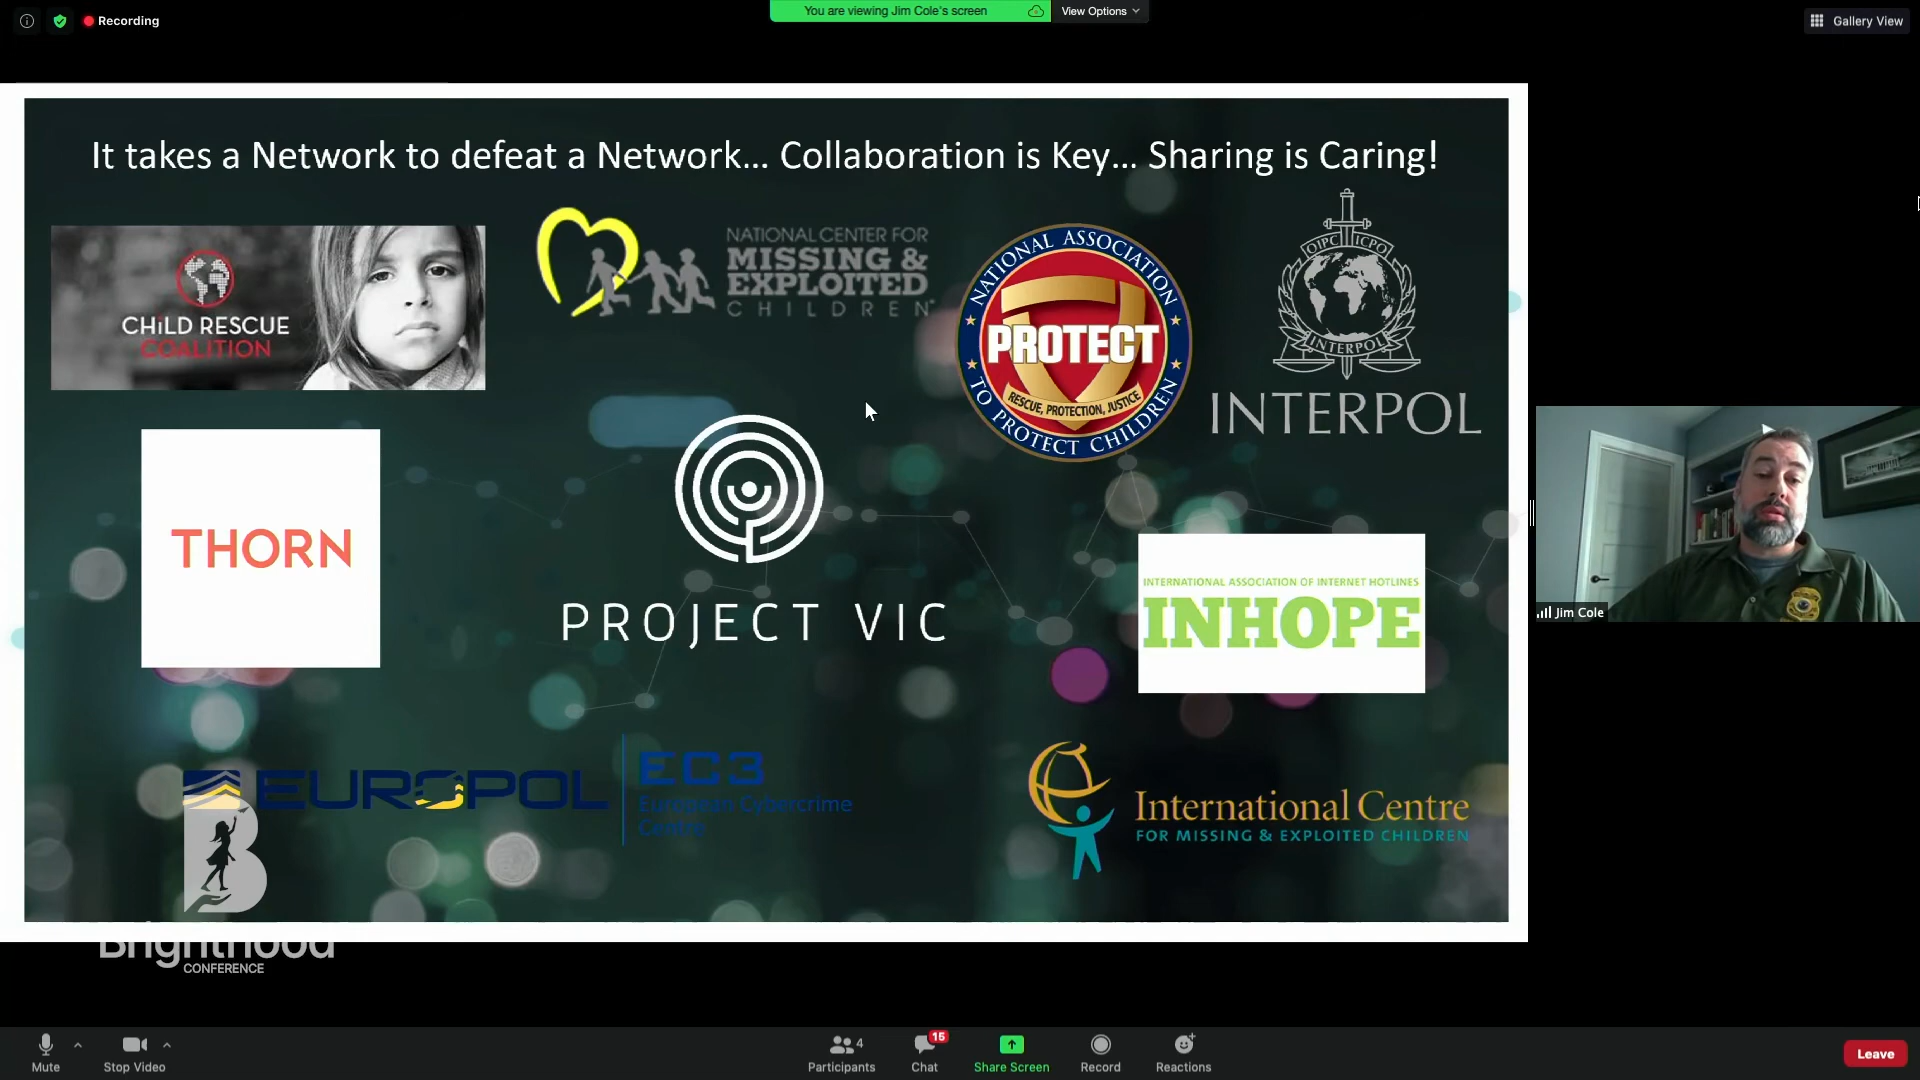 Recording
You are viewing Jim Cole's screen
View Options
Gallery View
It takes a Network to defeat a Network... Collaboration is Key... Sharing is Caring!
CHiLD RESCUE
COALITION
NATIONAL CENTER FOR
MISSING &
EXPLOITED
CHILDREN
NATIONAL ASSOCIATION
PROTECT
RESCUE, PROTECTION, JUSTICE
TO PROTECT CHILDREN
OIPC ICPO
INTERPOL
INTERPOL
THORN
PROJECT VIC
INTERNATIONAL ASSOCIATION OF INTERNET HOTLINES
INHOPE
Jim Cole
EUROPOL
EC3
European Cybercrime
Centre
International Centre
FOR MISSING & EXPLOITED CHILDREN
B
Brighthood
CONFERENCE
Mute
Stop Video
4
Participants
15
Chat
Share Screen
Record
Reactions
Leave